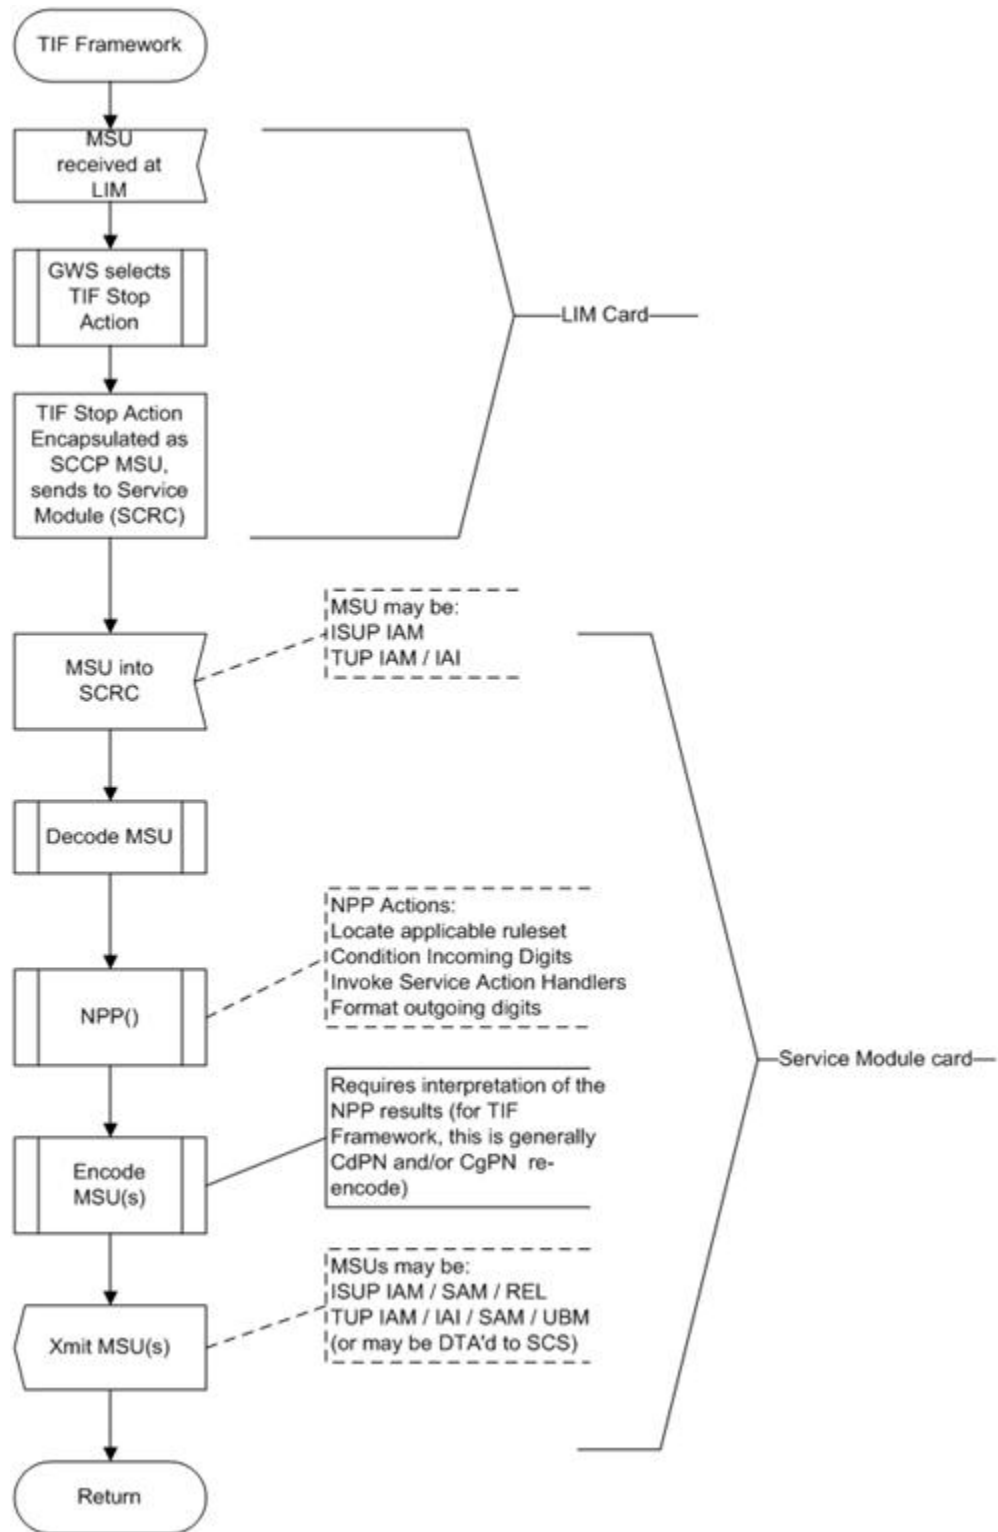 TIF Framework
MSU
received at
LIM
GWS selects
TIF Stop
Action
LIM Card
TIF Stop Action
Encapsulated as
SCCP MSU,
sends to Service
Module (SCRC)
MSU may be:
ISUP IAM
TUP IAM / IAI
MSU into
SCRC
Decode MSU
NPP Actions:
Locate applicable ruleset
Condition Incoming Digits
Invoke Service Action Handlers
Format outgoing digits
NPP()
Service Module card
Requires interpretation of the
NPP results (for TIF
Framework, this is generally
CdPN and/or CgPN re-
encode)
Encode
MSU(s)
MSUs may be:
ISUP IAM / SAM / REL
TUP IAM / IAI / SAM / UBM
(or may be DTA'd to SCS)
Xmit MSU(s)
Return